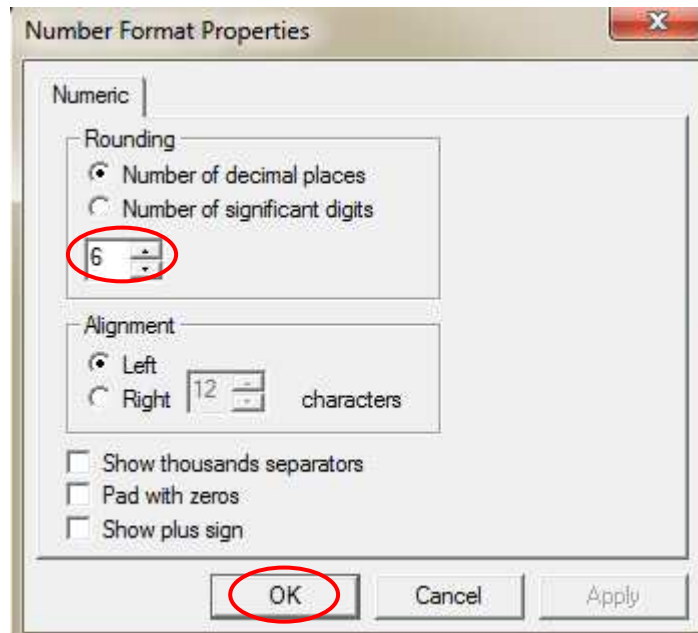 Number Format Properties
x
Numeric
Rounding
Number of decimal places
Number of significant digits
6
Alignment
Left
Right 12 characters
Show thousands separators
Pad with zeros
Show plus sign
OK Cancel Apply